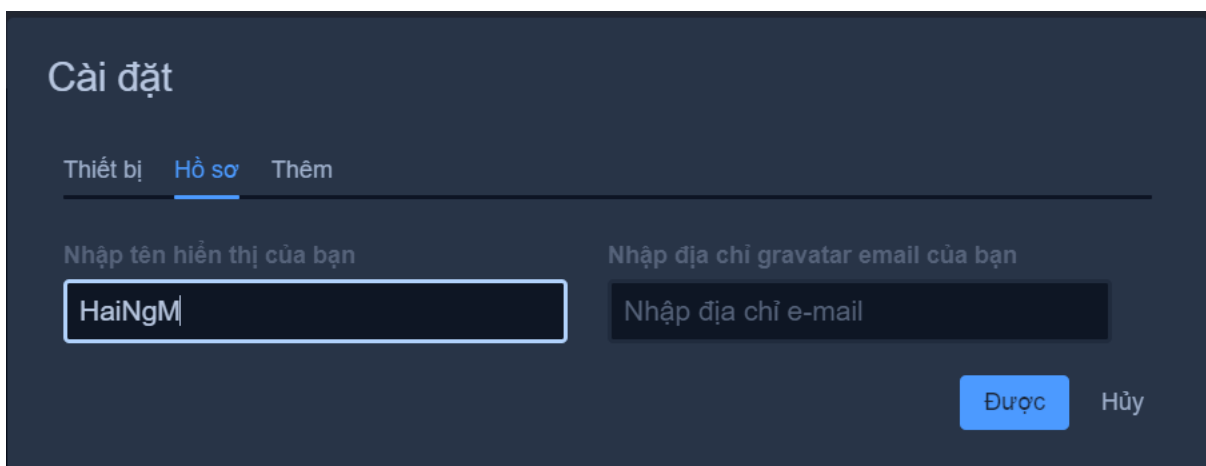 Cài đặt
Thiết bị Hồ sơ Thêm
Nhập tên hiển thị của bạn Nhập địa chỉ gravatar email của bạn
HaiNgM Nhập địa chỉ e-mail
Được Hủy